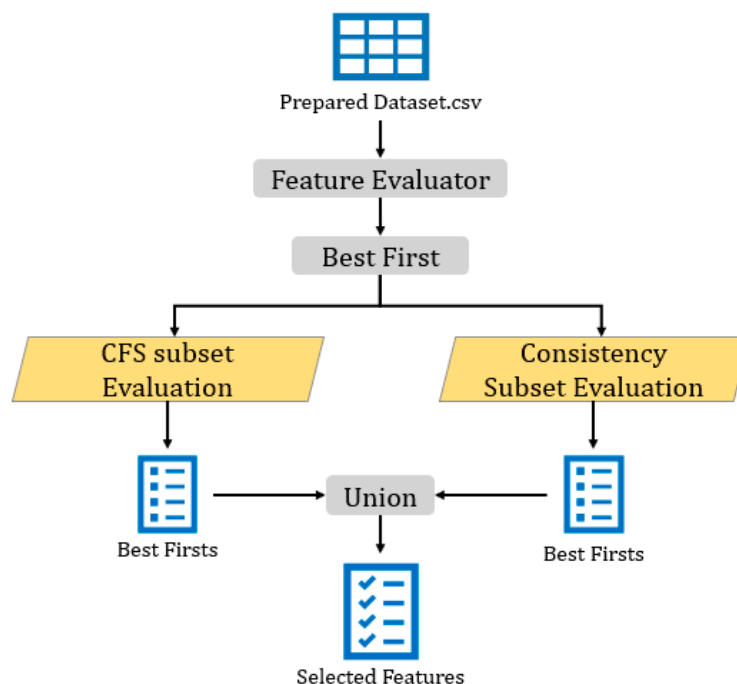 Prepared Dataset.csv
Feature Evaluator
Best First
CFS subset
Evaluation
Consistency
Subset Evaluation
Best Firsts
Union
Best Firsts
Selected Features